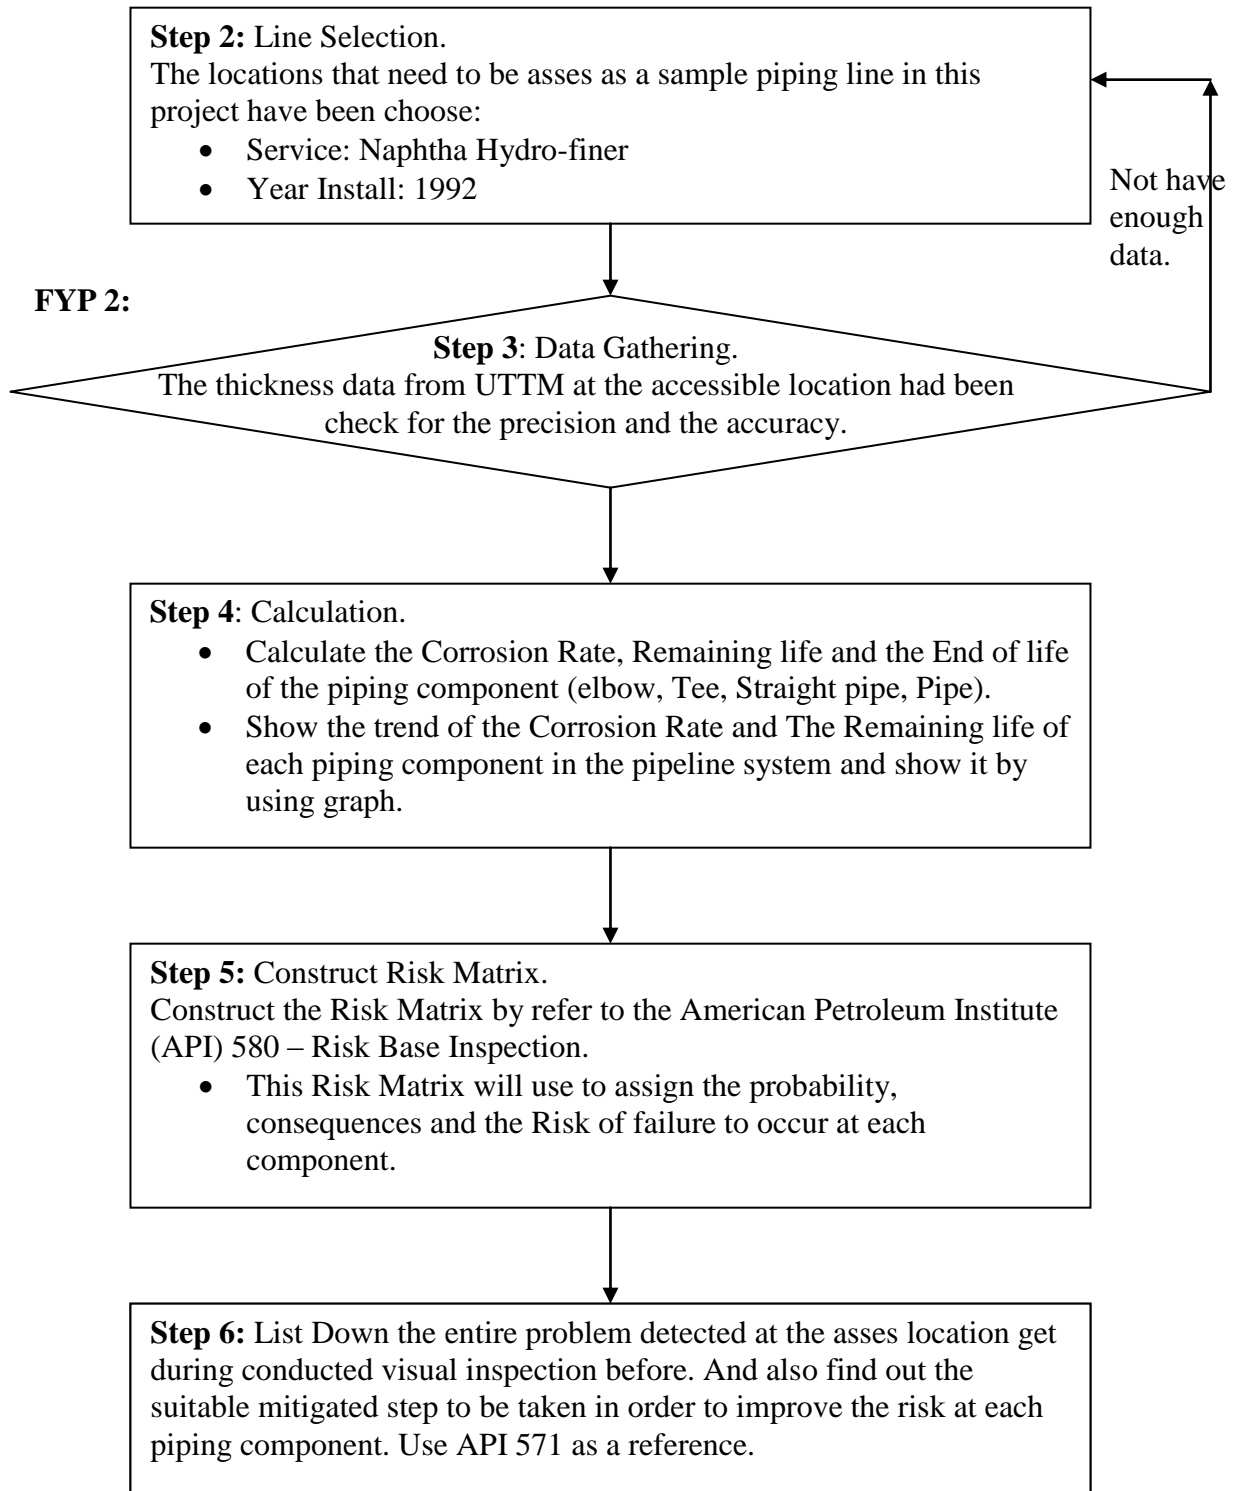 Step 2: Line Selection.
The locations that need to be asses as a sample piping line in this
project have been choose:
• Service: Naphtha Hydro-finer
• Year Install: 1992
Not have
enough
data.
FYP 2:
Step 3: Data Gathering.
The thickness data from UTTM at the accessible location had been
check for the precision and the accuracy.
Step 4: Calculation.
• Calculate the Corrosion Rate, Remaining life and the End of life
of the piping component (elbow, Tee, Straight pipe, Pipe).
• Show the trend of the Corrosion Rate and The Remaining life of
each piping component in the pipeline system and show it by
using graph.
Step 5: Construct Risk Matrix.
Construct the Risk Matrix by refer to the American Petroleum Institute
(API) 580 – Risk Base Inspection.
• This Risk Matrix will use to assign the probability,
consequences and the Risk of failure to occur at each
component.
Step 6: List Down the entire problem detected at the asses location get
during conducted visual inspection before. And also find out the
suitable mitigated step to be taken in order to improve the risk at each
piping component. Use API 571 as a reference.